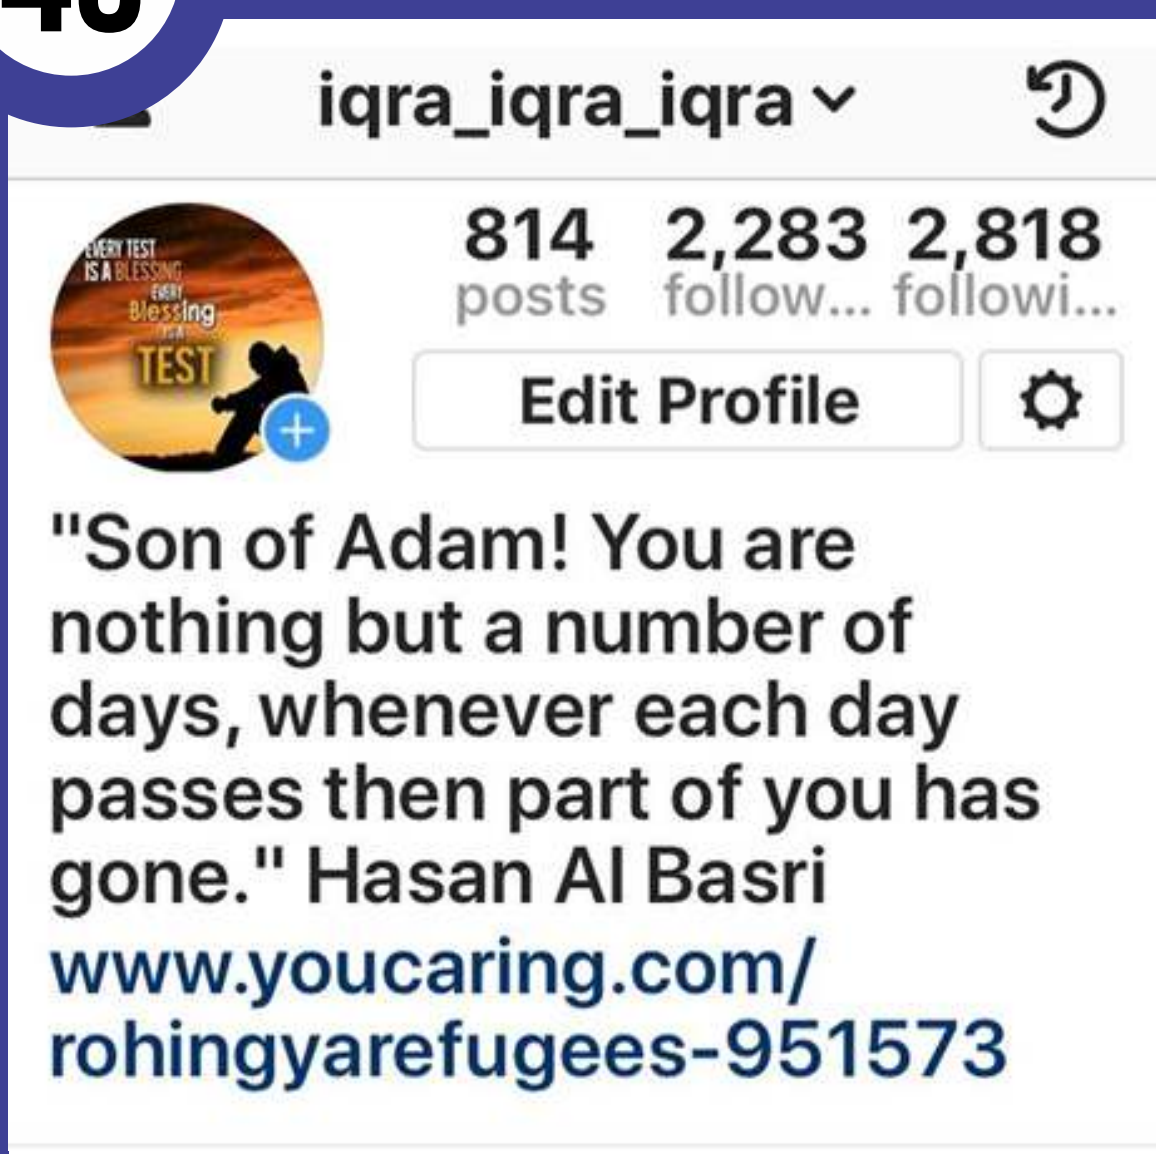 iqra_iqra_iqra
814 2,283 2,818
posts follow... followi...
EVERY TEST
IS A BLESSING
EVERY
Blessing
IS A
TEST
Edit Profile
"Son of Adam! You are
nothing but a number of
days, whenever each day
passes then part of you has
gone." Hasan Al Basri
www.youcaring.com/
rohingyarefugees-951573